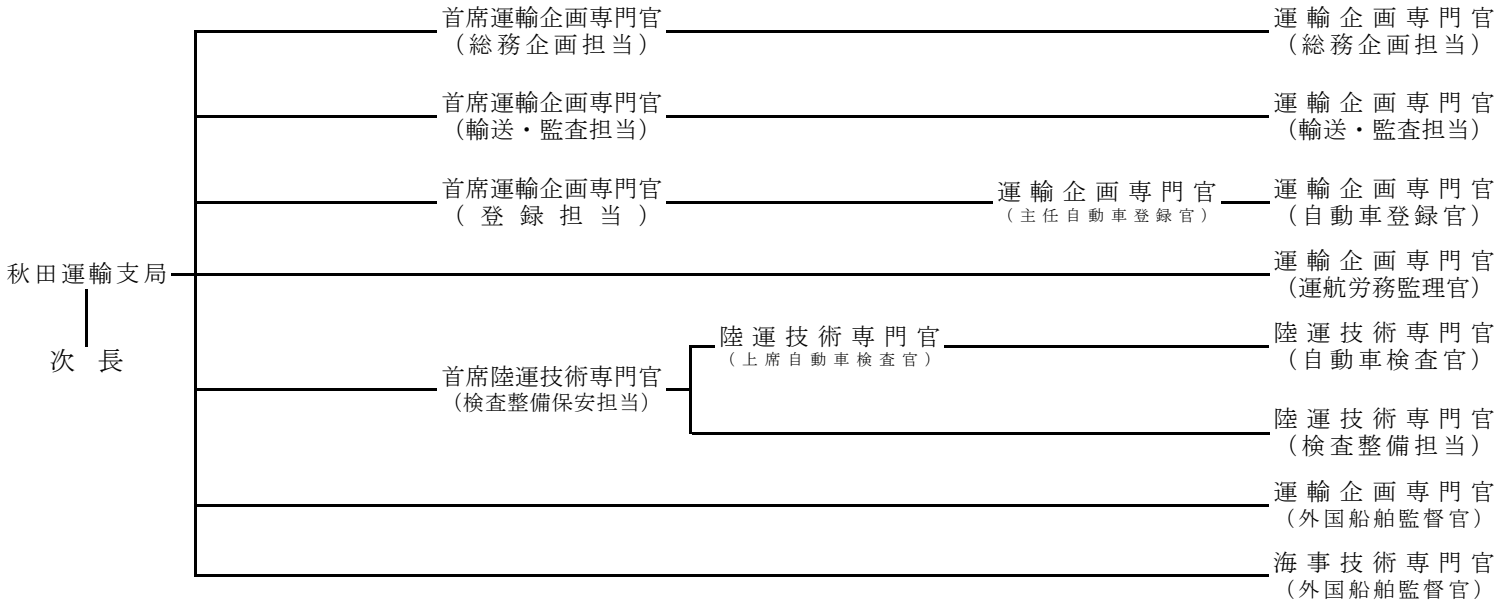 首席運輸企画専門官
（総務企画担当）
運輸企画専門官
（総務企画担当）
首席運輸企画専門官
（輸送・監査担当）
運輸企画専門官
（輸送・監査担当）
首席運輸企画専門官
（登録担当）
運輸企画専門官
（主任自動車登録官）
運輸企画専門官
（自動車登録官）
秋田運輸支局
次長
運輸企画専門官
（運航労務監理官）
首席陸運技術専門官
（検査整備保安担当）
陸運技術専門官
（上席自動車検査官）
陸運技術専門官
（自動車検査官）
陸運技術専門官
（検査整備担当）
運輸企画専門官
（外国船舶監督官）
海事技術専門官
（外国船舶監督官）